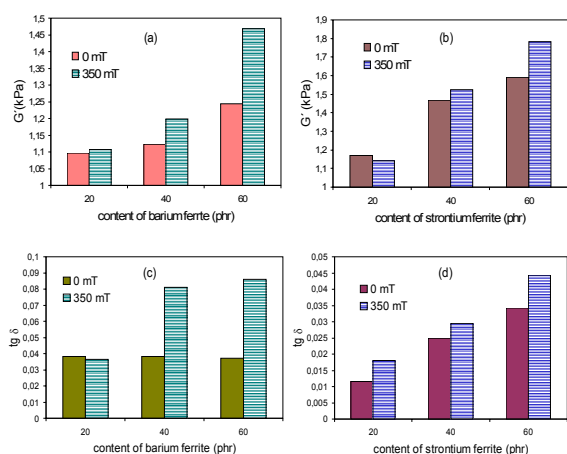 (a)
1,5
1,45
1,4
1,35
1,3
1,25
1,2
1,15
1,1
1,05
1
G´(kPa)
0 mT
350 mT
20 40 60
content of barium ferrite (phr)
(b)
1,9
1,8
1,7
1,6
1,5
1,4
1,3
1,2
1,1
1
G´ (kPa)
0 mT
350 mT
20 40 60
content of strontium ferrite (phr)
(c)
0,1
0,09
0,08
0,07
0,06
0,05
0,04
0,03
0,02
0,01
0
tg δ
0 mT
350 mT
20 40 60
content of barium ferrite (phr)
(d)
0,05
0,045
0,04
0,035
0,03
0,025
0,02
0,015
0,01
0,005
0
tg δ
0 mT
350 mT
20 40 60
content of strontium ferrite (phr)